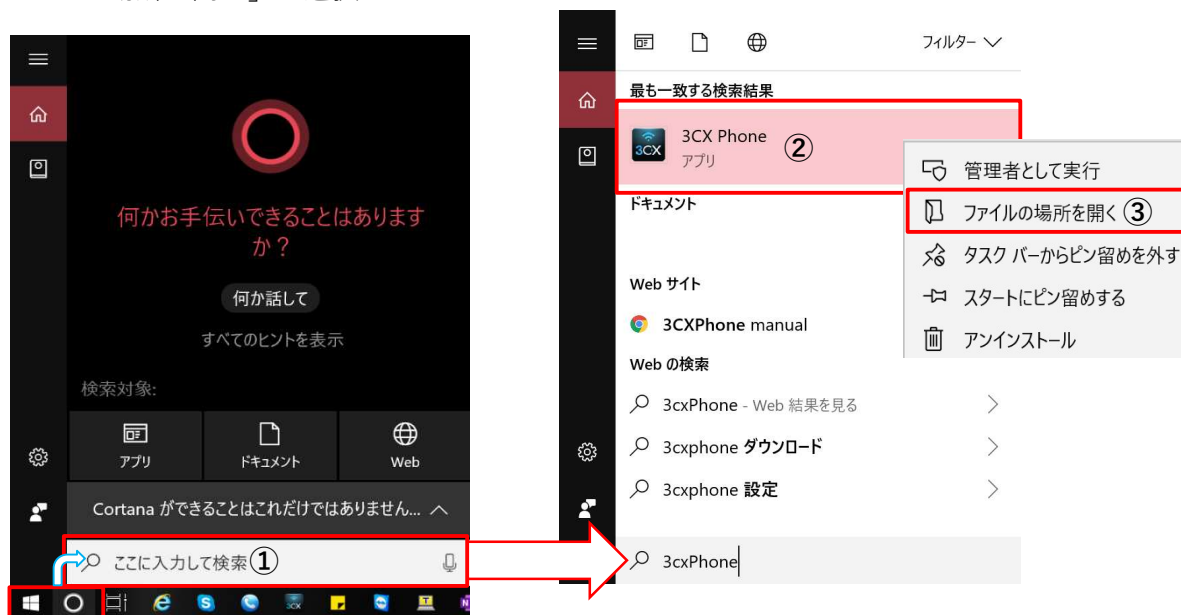 何かお手伝いできることはあります
か？
何か話して
すべてのヒントを表示
検索対象:
アプリ
ドキュメント
Web
Cortana ができることはこれだけではありません...
ここに入力して検索 ①
フィルター
最も一致する検索結果
3CX
3CX Phone
アプリ
②
ドキュメント
Web サイト
3CXPhone manual
Web の検索
3cxPhone - Web 結果を見る
3cxphone ダウンロード
3cxphone 設定
3cxPhone
管理者として実行
ファイルの場所を開く ③
タスク バーからピン留めを外す
スタートにピン留めする
アンインストール